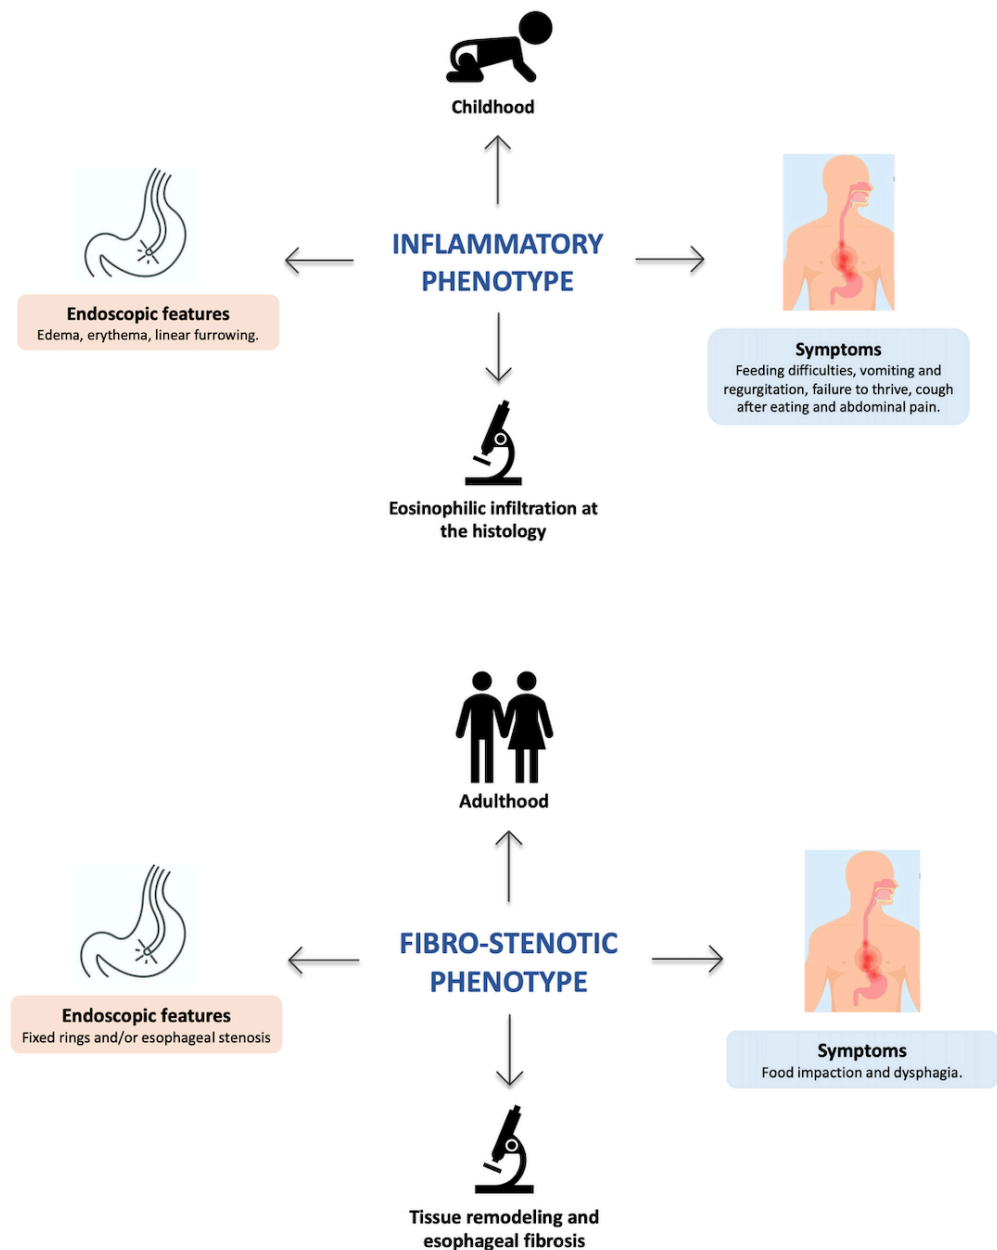 Childhood
INFLAMMATORY
PHENOTYPE
Endoscopic features
Edema, erythema, linear furrowing.
Symptoms
Feeding difficulties, vomiting and
regurgitation, failure to thrive, cough
after eating and abdominal pain.
Eosinophilic infiltration at
the histology
Adulthood
FIBRO-STENOTIC
PHENOTYPE
Endoscopic features
Fixed rings and/or esophageal stenosis
Symptoms
Food impaction and dysphagia.
Tissue remodeling and
esophageal fibrosis